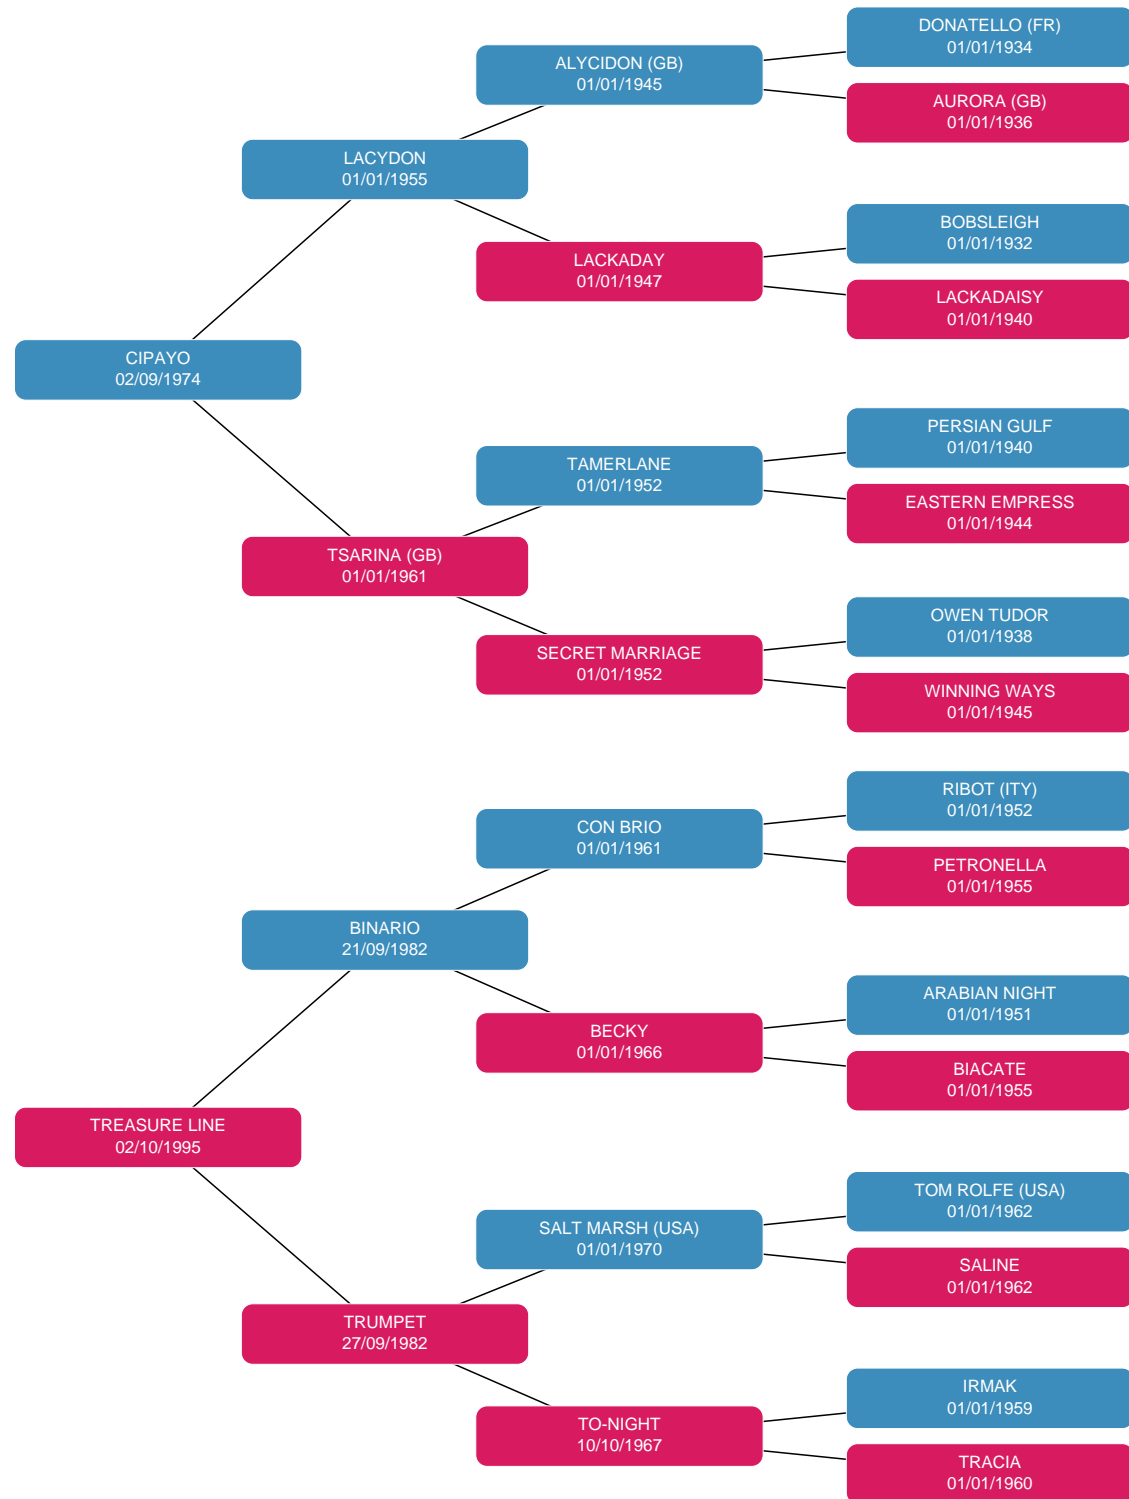 DONATELLO (FR)
01/01/1934
ALYCIDON (GB)
01/01/1945
AURORA (GB)
01/01/1936
LACYDON
01/01/1955
BOBSLEIGH
01/01/1932
LACKADAY
01/01/1947
LACKADAISY
01/01/1940
CIPAYO
02/09/1974
PERSIAN GULF
01/01/1940
TAMERLANE
01/01/1952
EASTERN EMPRESS
01/01/1944
TSARINA (GB)
01/01/1961
OWEN TUDOR
01/01/1938
SECRET MARRIAGE
01/01/1952
WINNING WAYS
01/01/1945
RIBOT (ITY)
01/01/1952
CON BRIO
01/01/1961
PETRONELLA
01/01/1955
BINARIO
21/09/1982
ARABIAN NIGHT
01/01/1951
BECKY
01/01/1966
BIACATE
01/01/1955
TREASURE LINE
02/10/1995
TOM ROLFE (USA)
01/01/1962
SALT MARSH (USA)
01/01/1970
SALINE
01/01/1962
TRUMPET
27/09/1982
IRMAK
01/01/1959
TO-NIGHT
10/10/1967
TRACIA
01/01/1960